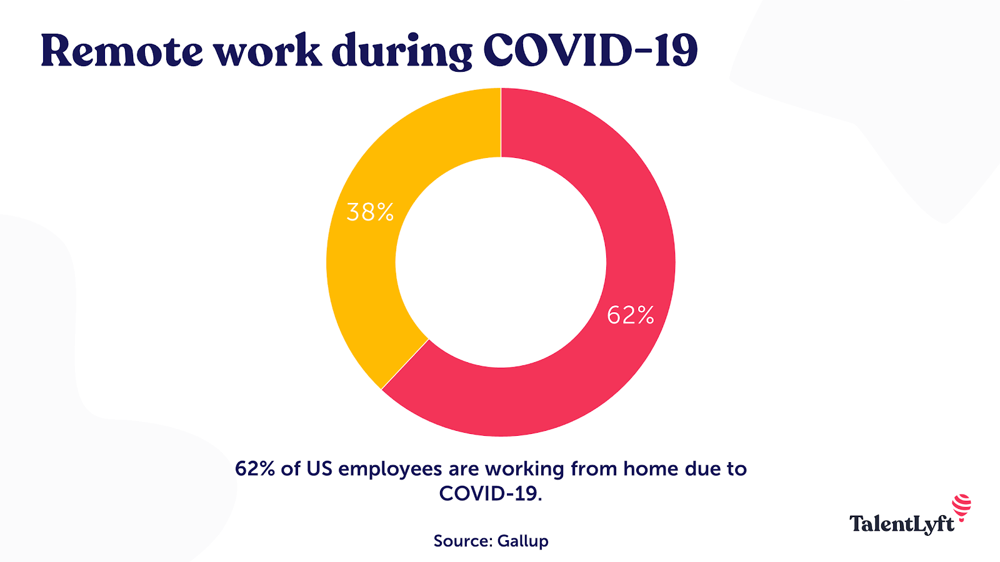 Remote work during COVID-19
38%
62%
62% of US employees are working from home due to
COVID-19.
Source: Gallup
TalentLyft